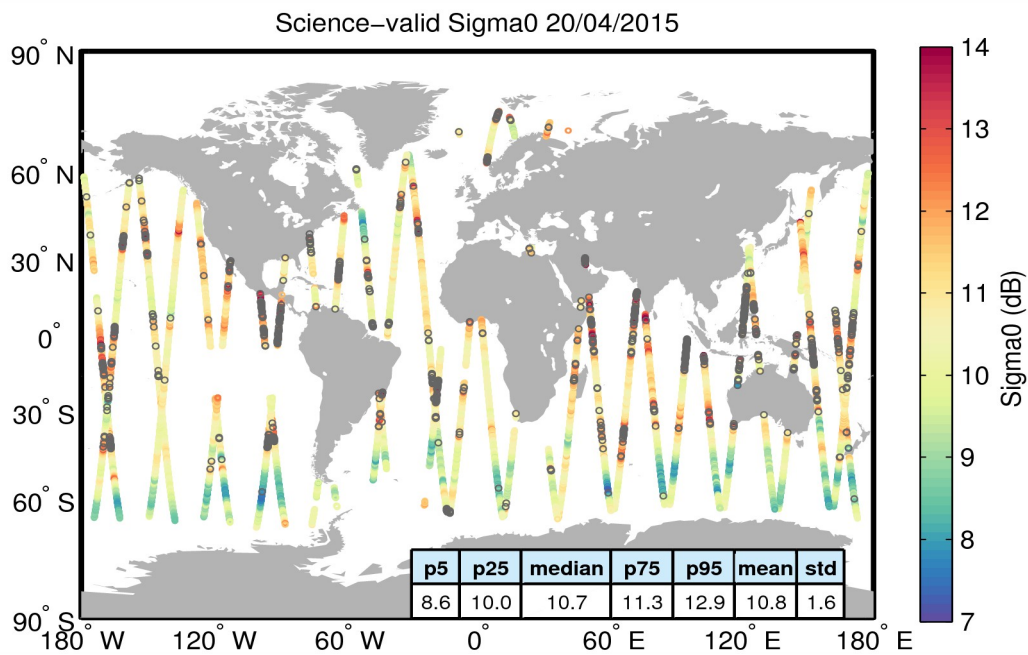 Science−valid Sigma0 20/04/2015
90° N
60° N
30° N
0°
30° S
60° S
90° S
180° W
120° W
60° W
0°
60° E
120° E
180° E
p5 p25 median p75 p95 mean std
8.6 10.0 10.7 11.3 12.9 10.8 1.6
14
13
12
11
10
9
8
7
Sigma0 (dB)